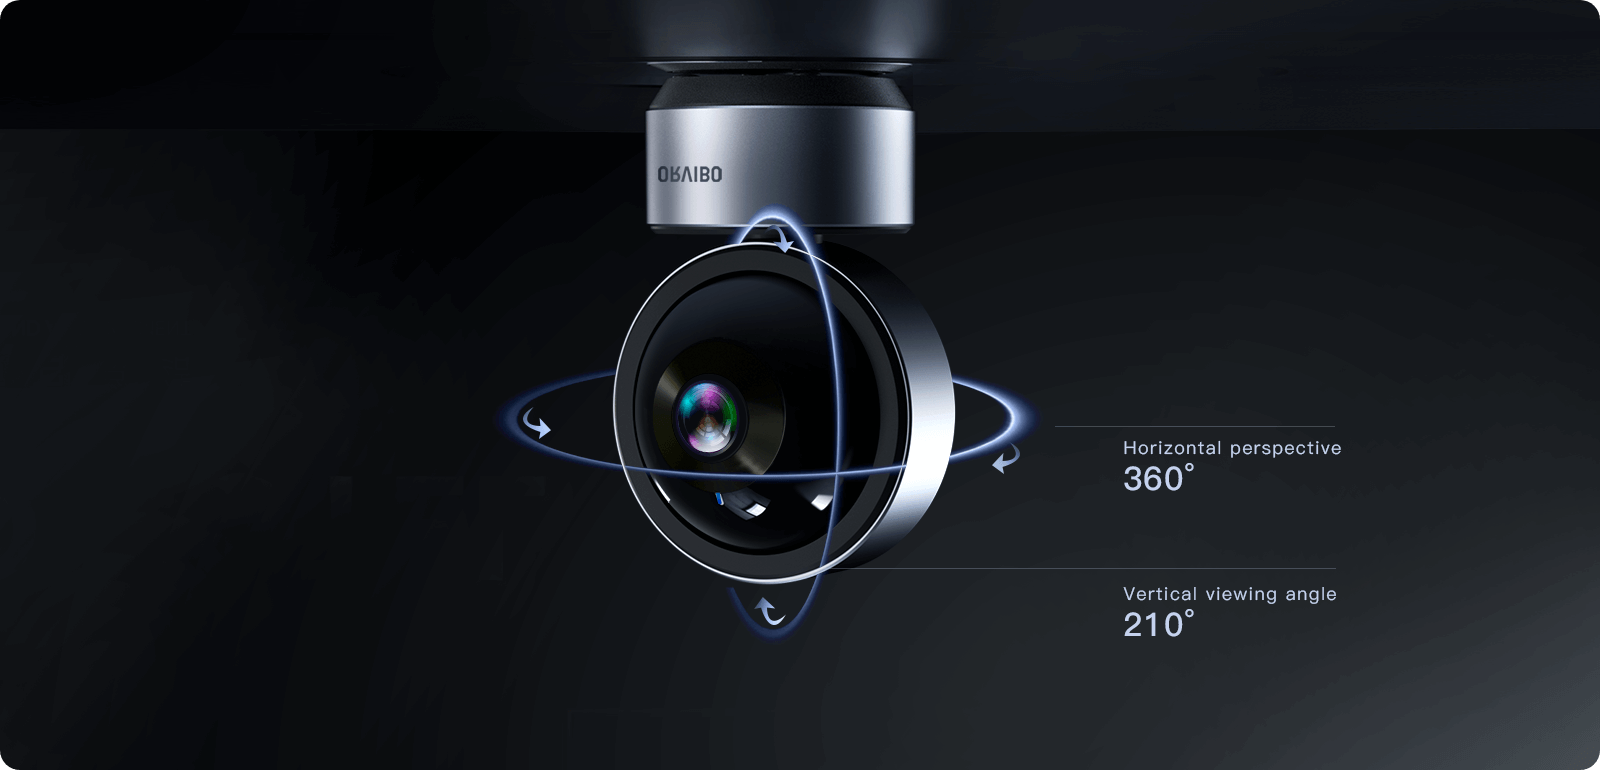 ORVIBO
Horizontal perspective
360°
Vertical viewing angle
210°